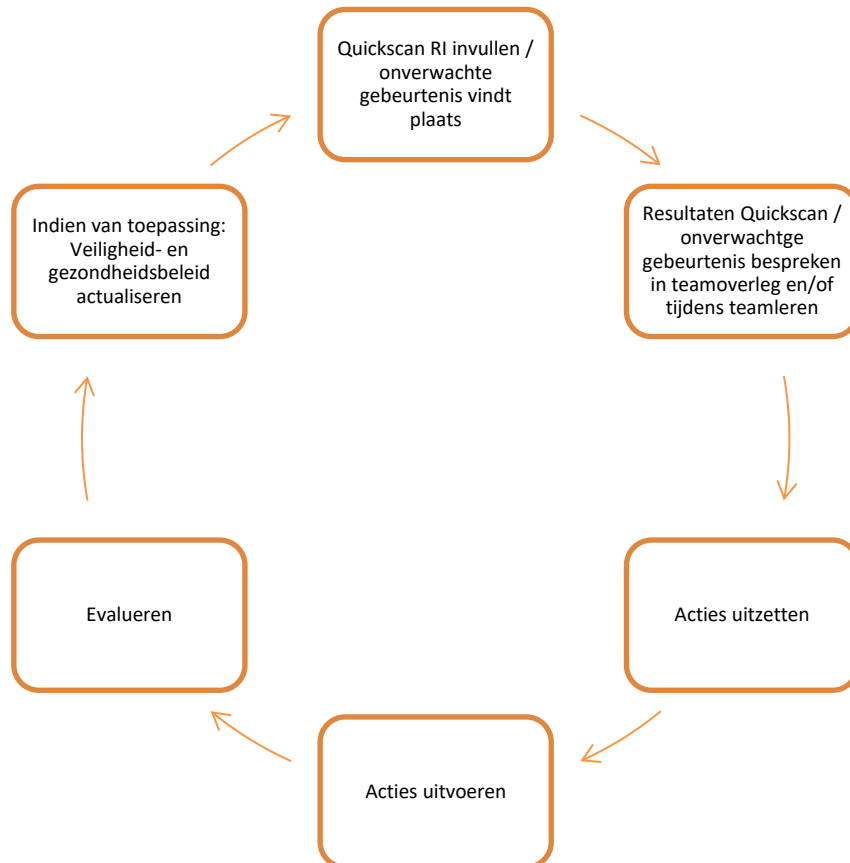 Quickscan RI invullen /
onverwachte
gebeurtenis vindt
plaats
Resultaten Quickscan /
onverwachtge
gebeurtenis bespreken
in teamoverleg en/of
tijdens teamleren
Acties uitzetten
Acties uitvoeren
Evalueren
Indien van toepassing:
Veiligheid- en
gezondheidsbeleid
actualiseren